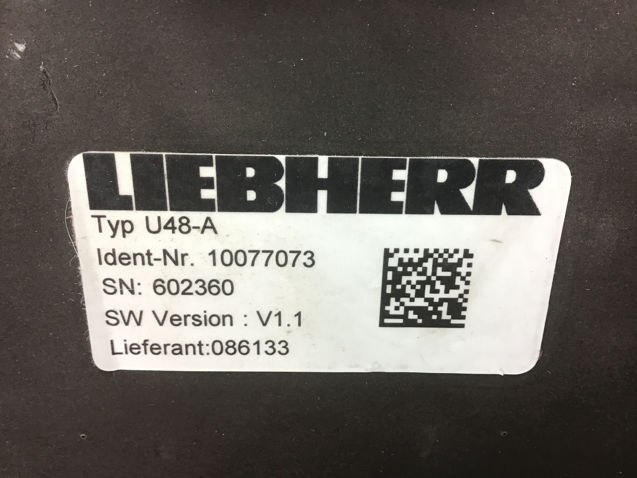 LIEBHERR
Typ U48-A
Ident-Nr. 10077073
SN: 602360
SW Version : V1.1
Lieferant:086133